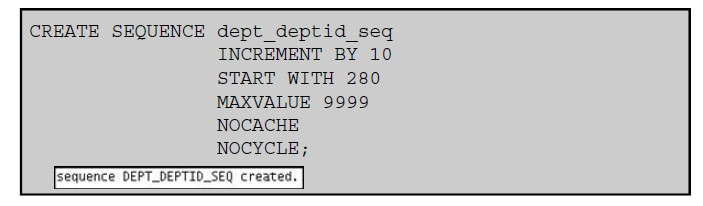 CREATE SEQUENCE dept_deptid_seq
INCREMENT BY 10
START WITH 280
MAXVALUE 9999
NOCACHE
NOCYCLE;
sequence DEPT_DEPTID_SEQ created.